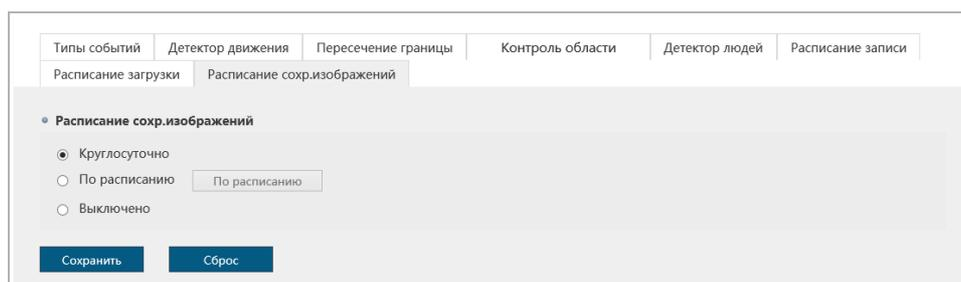 Типы событий Детектор движения Пересечение границы Контроль области Детектор людей Расписание записи
Расписание загрузки Расписание сохр.изображений
Расписание сохр.изображений
Круглосуточно
По расписанию По расписанию
Выключено
Сохранить Сброс